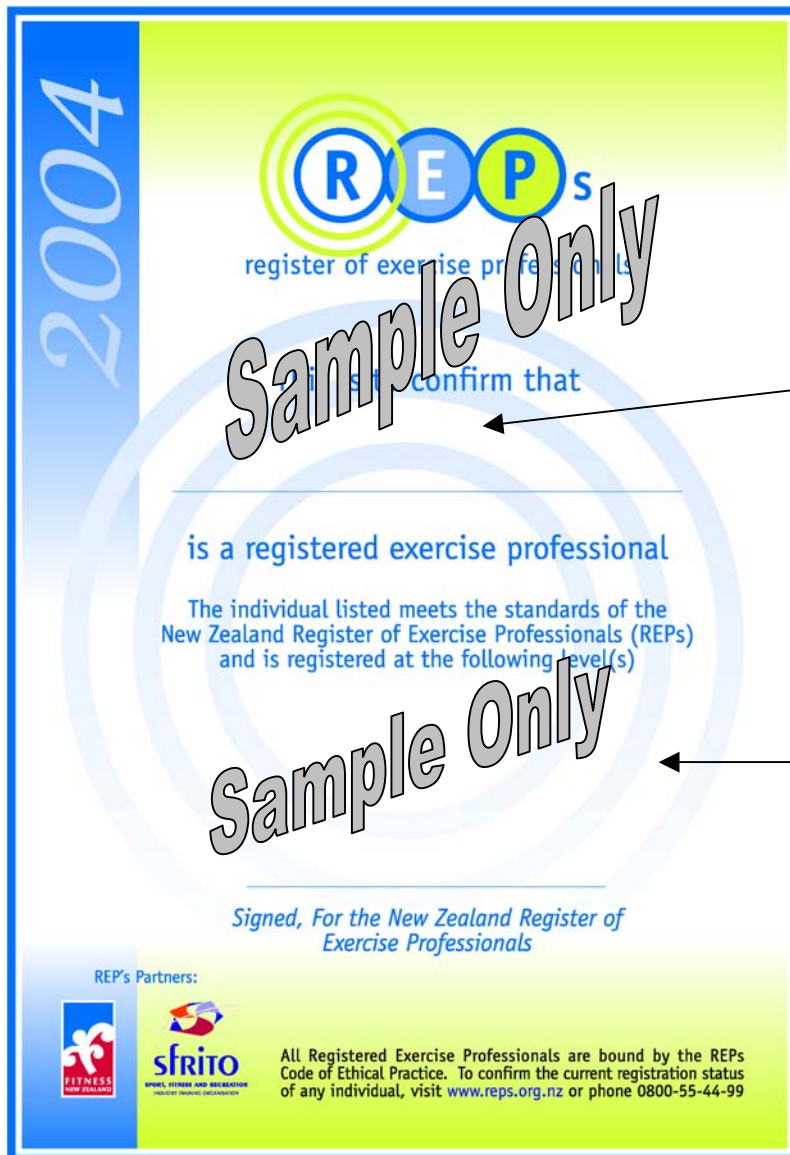 2004
REPs
register of exercise professionals
Sample Only
this is to confirm that
is a registered exercise professional
The individual listed meets the standards of the
New Zealand Register of Exercise Professionals (REPs)
and is registered at the following level(s)
Sample Only
Signed, For the New Zealand Register of
Exercise Professionals
REP's Partners:
FITNESS
NEW ZEALAND
sfrito
SPORT, FITNESS AND RECREATION
INDUSTRY TRAINING ORGANISATION
All Registered Exercise Professionals are bound by the REPs
Code of Ethical Practice. To confirm the current registration status
of any individual, visit www.reps.org.nz or phone 0800-55-44-99